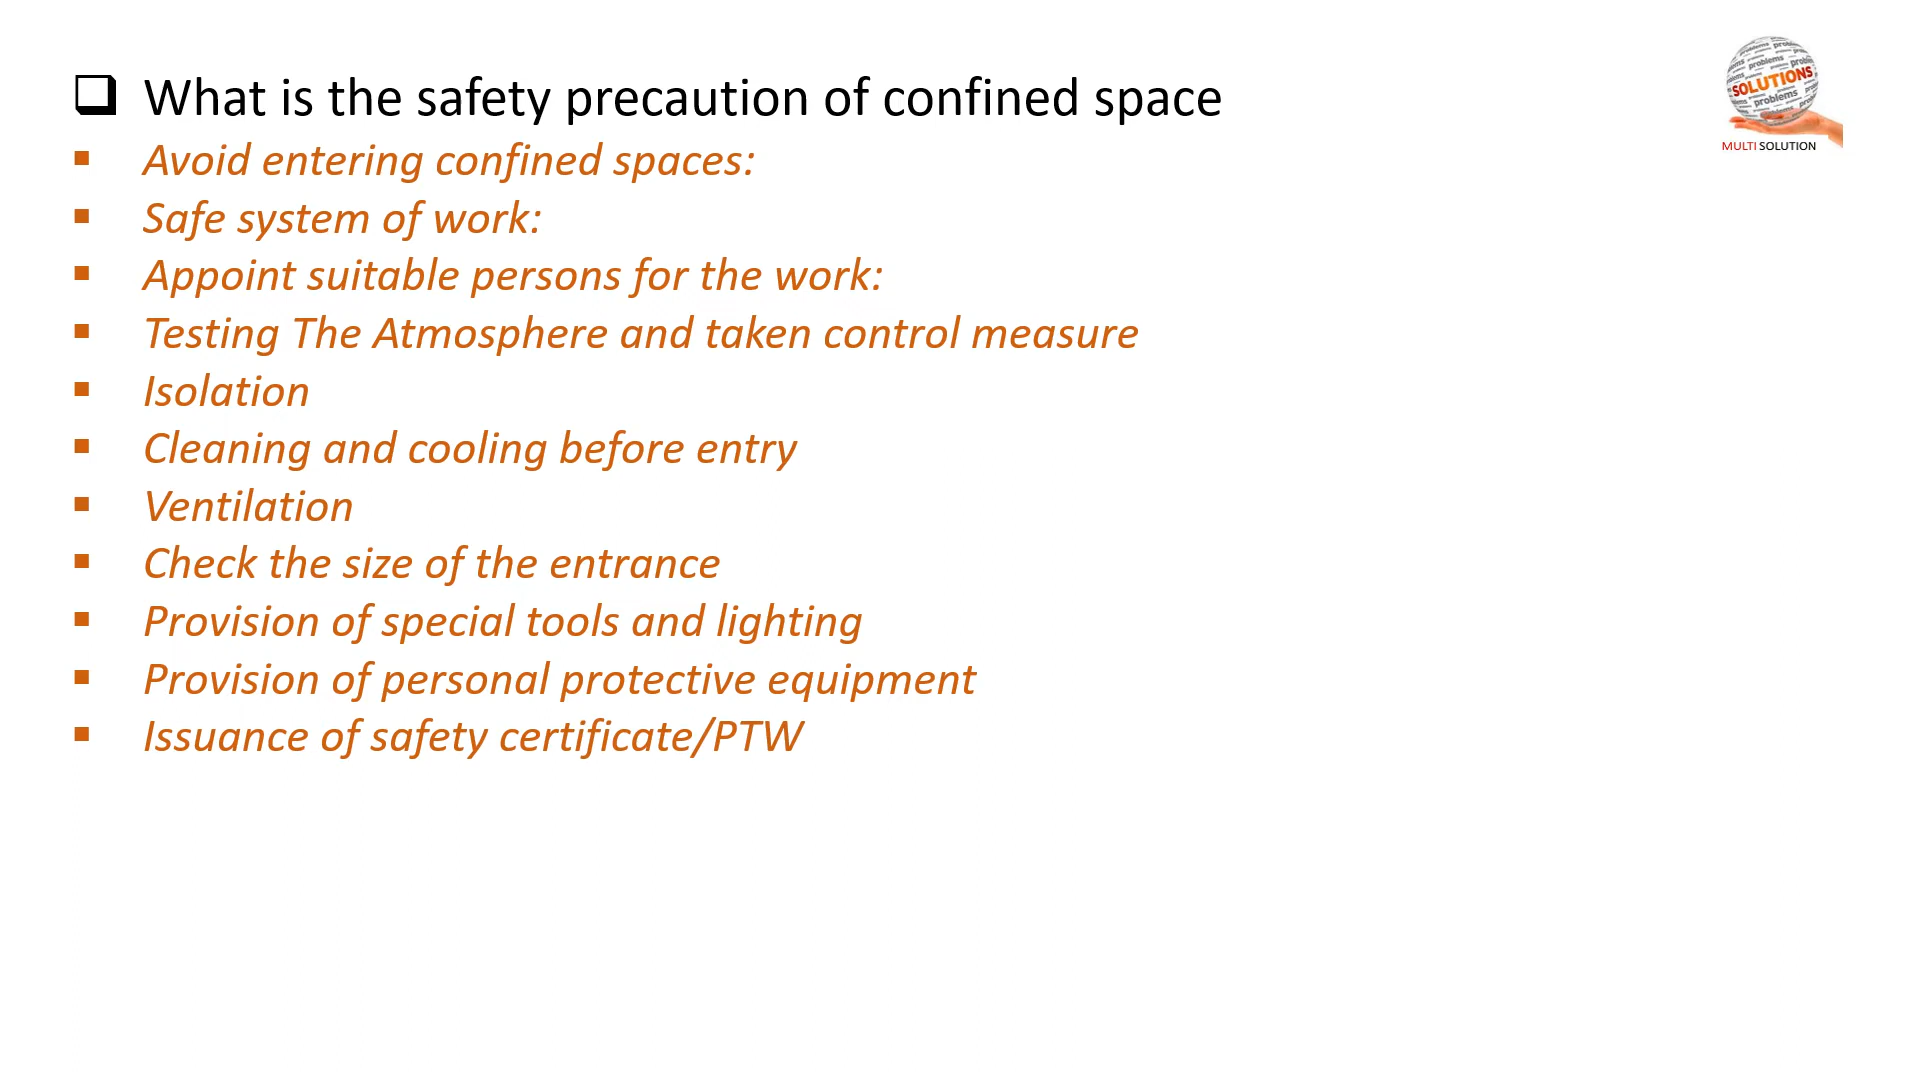 What is the safety precaution of confined space
Avoid entering confined spaces:
Safe system of work:
Appoint suitable persons for the work:
Testing The Atmosphere and taken control measure
Isolation
Cleaning and cooling before entry
Ventilation
Check the size of the entrance
Provision of special tools and lighting
Provision of personal protective equipment
Issuance of safety certificate/PTW
problems
SOLUTIONS
problems
MULTI SOLUTION